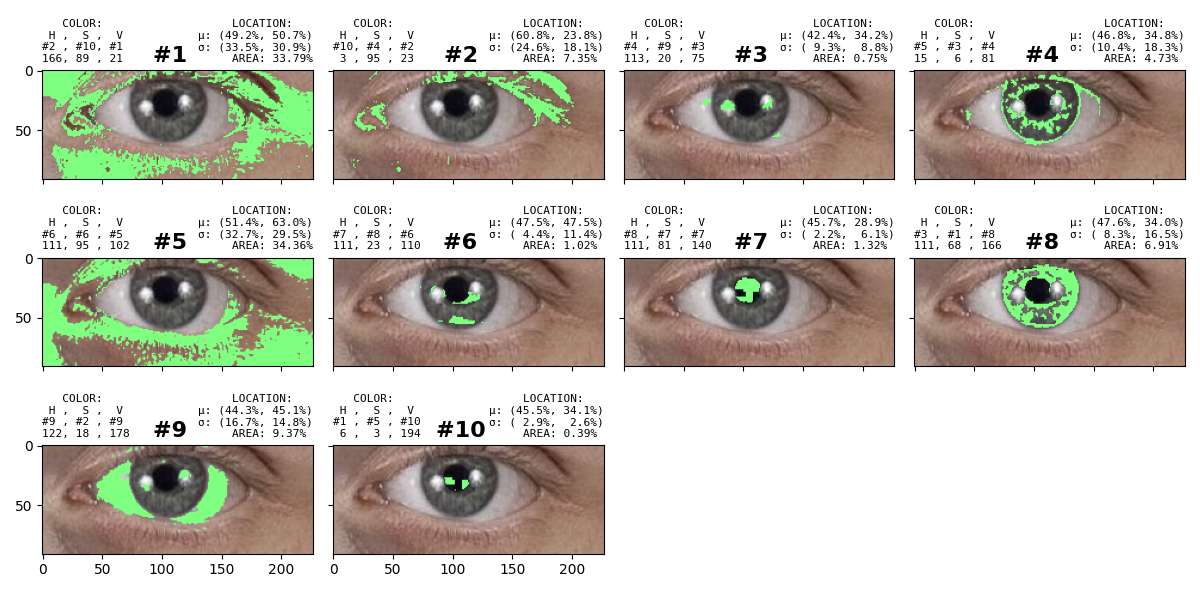 COLOR: LOCATION:
H , S , V μ: (49.2%, 50.7%)
#2 , #10, #1 σ: (33.5%, 30.9%)
166, 89 , 21 #1 AREA: 33.79%
COLOR: LOCATION:
H , S , V μ: (60.8%, 23.8%)
#10, #4 , #2 σ: (24.6%, 18.1%)
3 , 95 , 23 #2 AREA: 7.35%
COLOR: LOCATION:
H , S , V μ: (42.4%, 34.2%)
#4 , #9 , #3 σ: ( 9.3%, 8.8%)
113, 20 , 75 #3 AREA: 0.75%
COLOR: LOCATION:
H , S , V μ: (46.8%, 34.8%)
#5 , #3 , #4 σ: (10.4%, 18.3%)
15 , 6 , 81 #4 AREA: 4.73%
0
50
COLOR: LOCATION:
H , S , V μ: (51.4%, 63.0%)
#6 , #6 , #5 σ: (32.7%, 29.5%)
111, 95 , 102 #5 AREA: 34.36%
COLOR: LOCATION:
H , S , V μ: (47.5%, 47.5%)
#7 , #8 , #6 σ: ( 4.4%, 11.4%)
111, 23 , 110 #6 AREA: 1.02%
COLOR: LOCATION:
H , S , V μ: (45.7%, 28.9%)
#8 , #7 , #7 σ: ( 2.2%, 6.1%)
111, 81 , 140 #7 AREA: 1.32%
COLOR: LOCATION:
H , S , V μ: (47.6%, 34.0%)
#3 , #1 , #8 σ: ( 8.3%, 16.5%)
111, 68 , 166 #8 AREA: 6.91%
0
50
COLOR: LOCATION:
H , S , V μ: (44.3%, 45.1%)
#9 , #2 , #9 σ: (16.7%, 14.8%)
122, 18 , 178 #9 AREA: 9.37%
COLOR: LOCATION:
H , S , V μ: (45.5%, 34.1%)
#1 , #5 , #10 σ: ( 2.9%, 2.6%)
6 , 3 , 194 #10 AREA: 0.39%
0
50
0 50 100 150 200
0 50 100 150 200